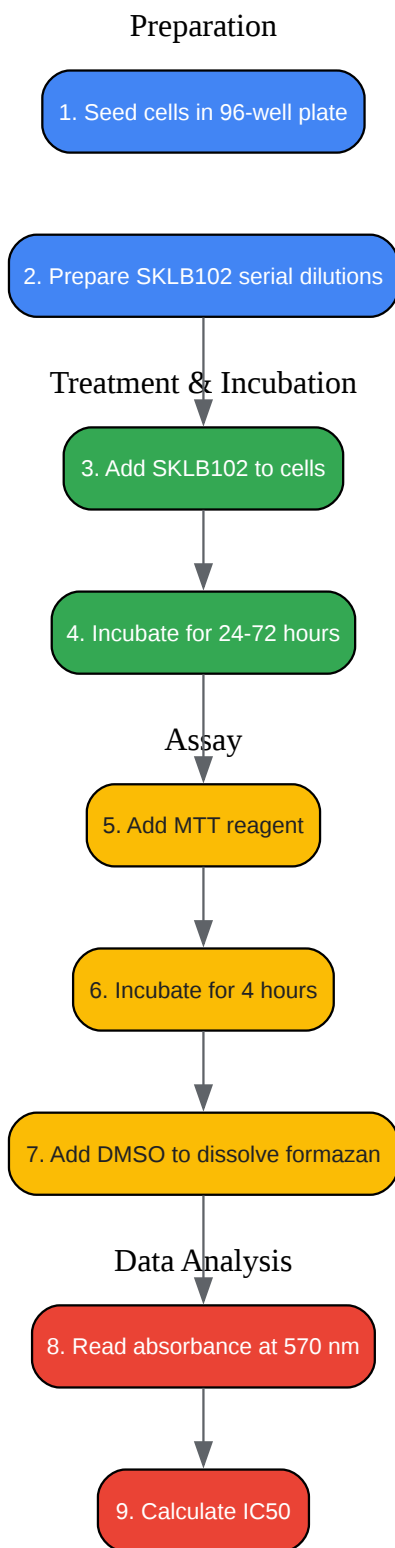 Preparation
1. Seed cells in 96-well plate
2. Prepare SKLB102 serial dilutions
Treatment & Incubation
3. Add SKLB102 to cells
4. Incubate for 24-72 hours
Assay
5. Add MTT reagent
6. Incubate for 4 hours
7. Add DMSO to dissolve formazan
Data Analysis
8. Read absorbance at 570 nm
9. Calculate IC50